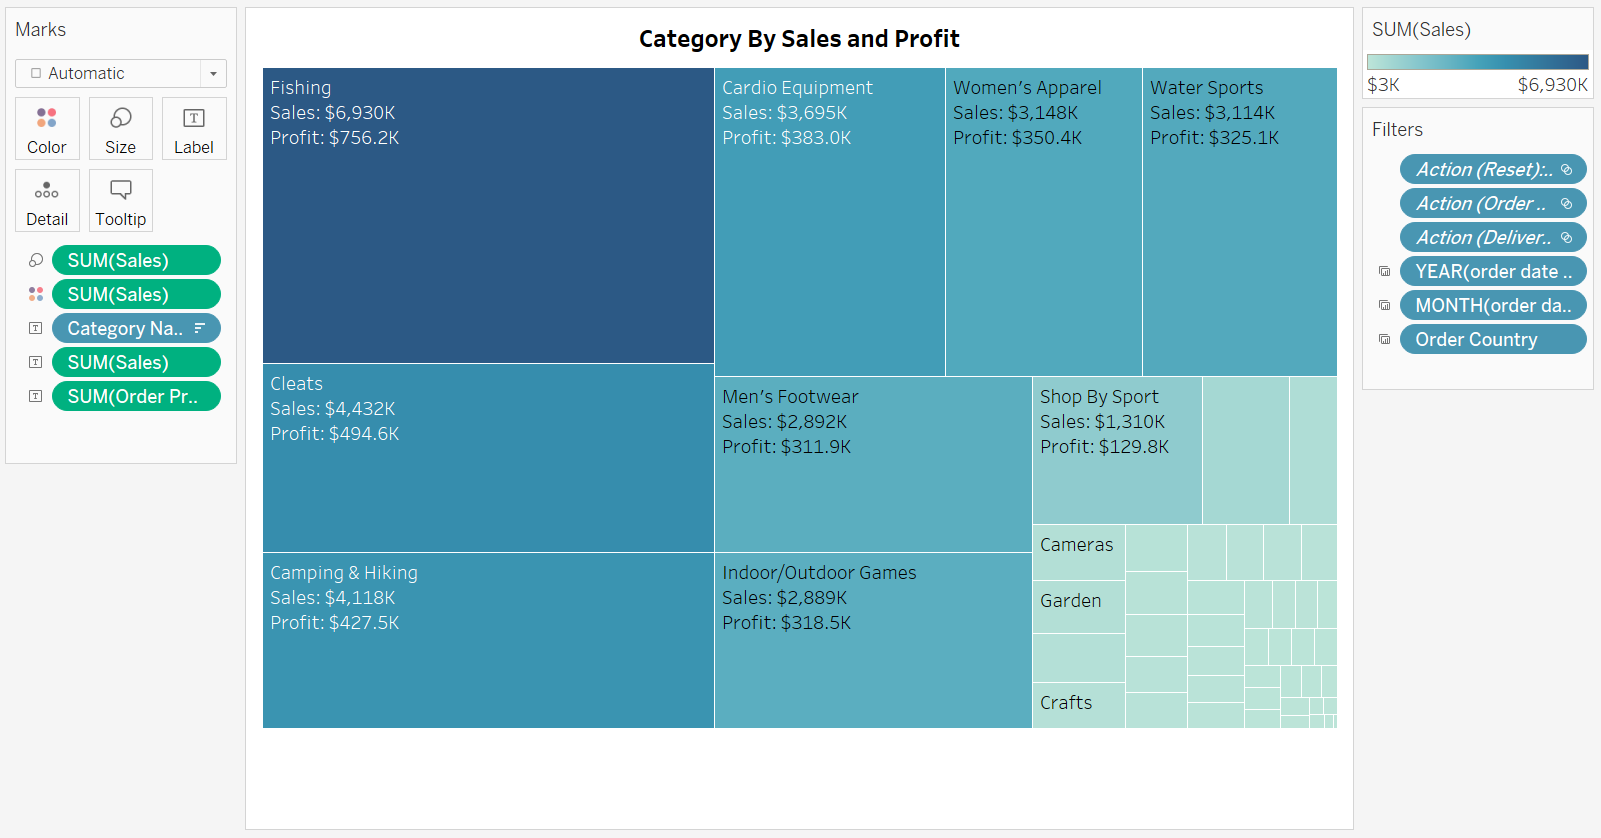 Marks
Automatic
Color
Size
Label
Detail
Tooltip
SUM(Sales)
SUM(Sales)
Category Na..
SUM(Sales)
SUM(Order Pr..
Category By Sales and Profit
Fishing
Sales: $6,930K
Profit: $756.2K
Cleats
Sales: $4,432K
Profit: $494.6K
Camping & Hiking
Sales: $4,118K
Profit: $427.5K
Cardio Equipment
Sales: $3,695K
Profit: $383.0K
Women's Apparel
Sales: $3,148K
Profit: $350.4K
Water Sports
Sales: $3,114K
Profit: $325.1K
Men's Footwear
Sales: $2,892K
Profit: $311.9K
Indoor/Outdoor Games
Sales: $2,889K
Profit: $318.5K
Shop By Sport
Sales: $1,310K
Profit: $129.8K
Cameras
Garden
Crafts
SUM(Sales)
$3K
$6,930K
Filters
Action (Reset):..
Action (Order ..
Action (Deliver..
YEAR(order date ..
MONTH(order da..
Order Country